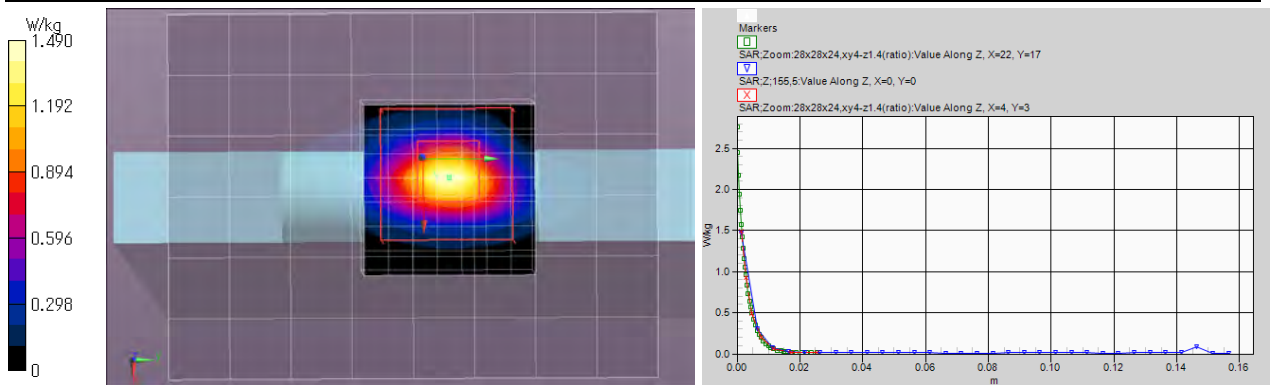 W/kg
1.490
1.192
0.894
0.596
0.298
0
Markers
SAR;Zoom:28x28x24,xy4-z1.4(ratio):Value Along Z, X=22, Y=17
SAR;Z;155,5:Value Along Z, X=0, Y=0
SAR;Zoom:28x28x24,xy4-z1.4(ratio):Value Along Z, X=4, Y=3
2.5
2.0
1.5
1.0
0.5
0.0
W/kg
0.00 0.02 0.04 0.06 0.08 0.10 0.12 0.14 0.16
m